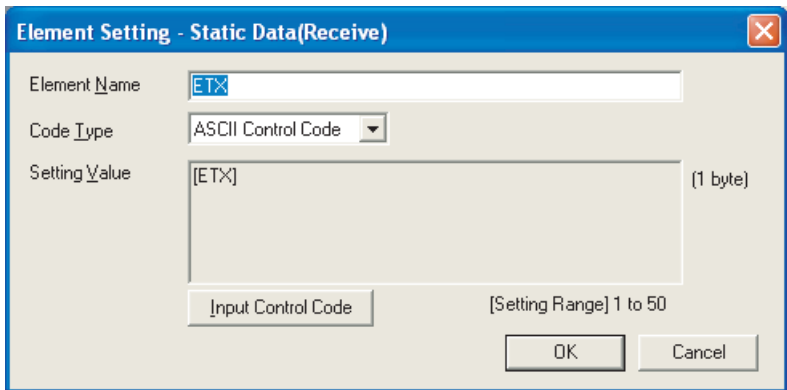 Element Setting - Static Data(Receive)
Element Name ETX
Code Type ASCII Control Code
Setting Value [ETX] (1 byte)
Input Control Code [Setting Range] 1 to 50
OK Cancel